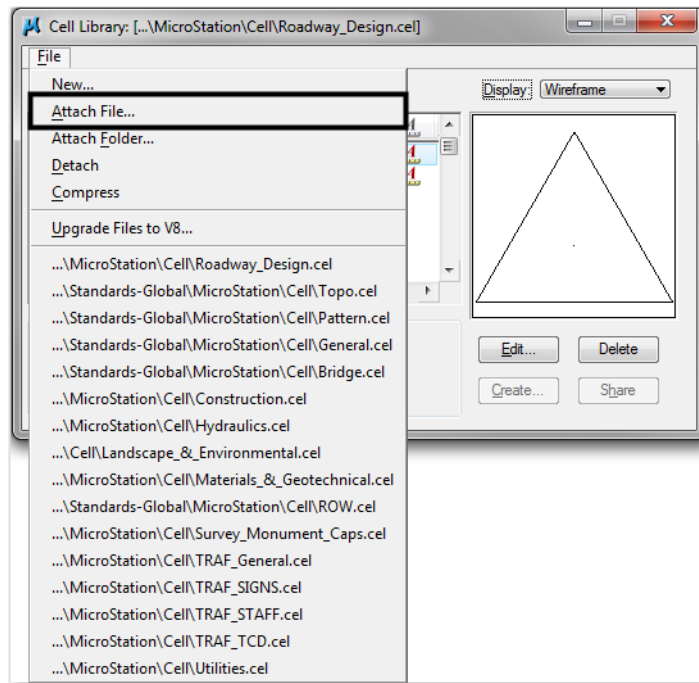 Cell Library: [...\MicroStation\Cell\Roadway_Design.cel]
File
New...
Attach File...
Attach Folder...
Detach
Compress
Upgrade Files to V8...
...\MicroStation\Cell\Roadway_Design.cel
...\Standards-Global\MicroStation\Cell\Topo.cel
...\Standards-Global\MicroStation\Cell\Pattern.cel
...\Standards-Global\MicroStation\Cell\General.cel
...\Standards-Global\MicroStation\Cell\Bridge.cel
...\MicroStation\Cell\Construction.cel
...\MicroStation\Cell\Hydraulics.cel
...\Cell\Landscape_&_Environmental.cel
...\MicroStation\Cell\Materials_&_Geotechnical.cel
...\Standards-Global\MicroStation\Cell\ROW.cel
...\MicroStation\Cell\Survey_Monument_Caps.cel
...\MicroStation\Cell\TRAF_General.cel
...\MicroStation\Cell\TRAF_SIGNS.cel
...\MicroStation\Cell\TRAF_STAFF.cel
...\MicroStation\Cell\TRAF_TCD.cel
...\MicroStation\Cell\Utilities.cel
Display: Wireframe
Edit... Delete
Create... Share